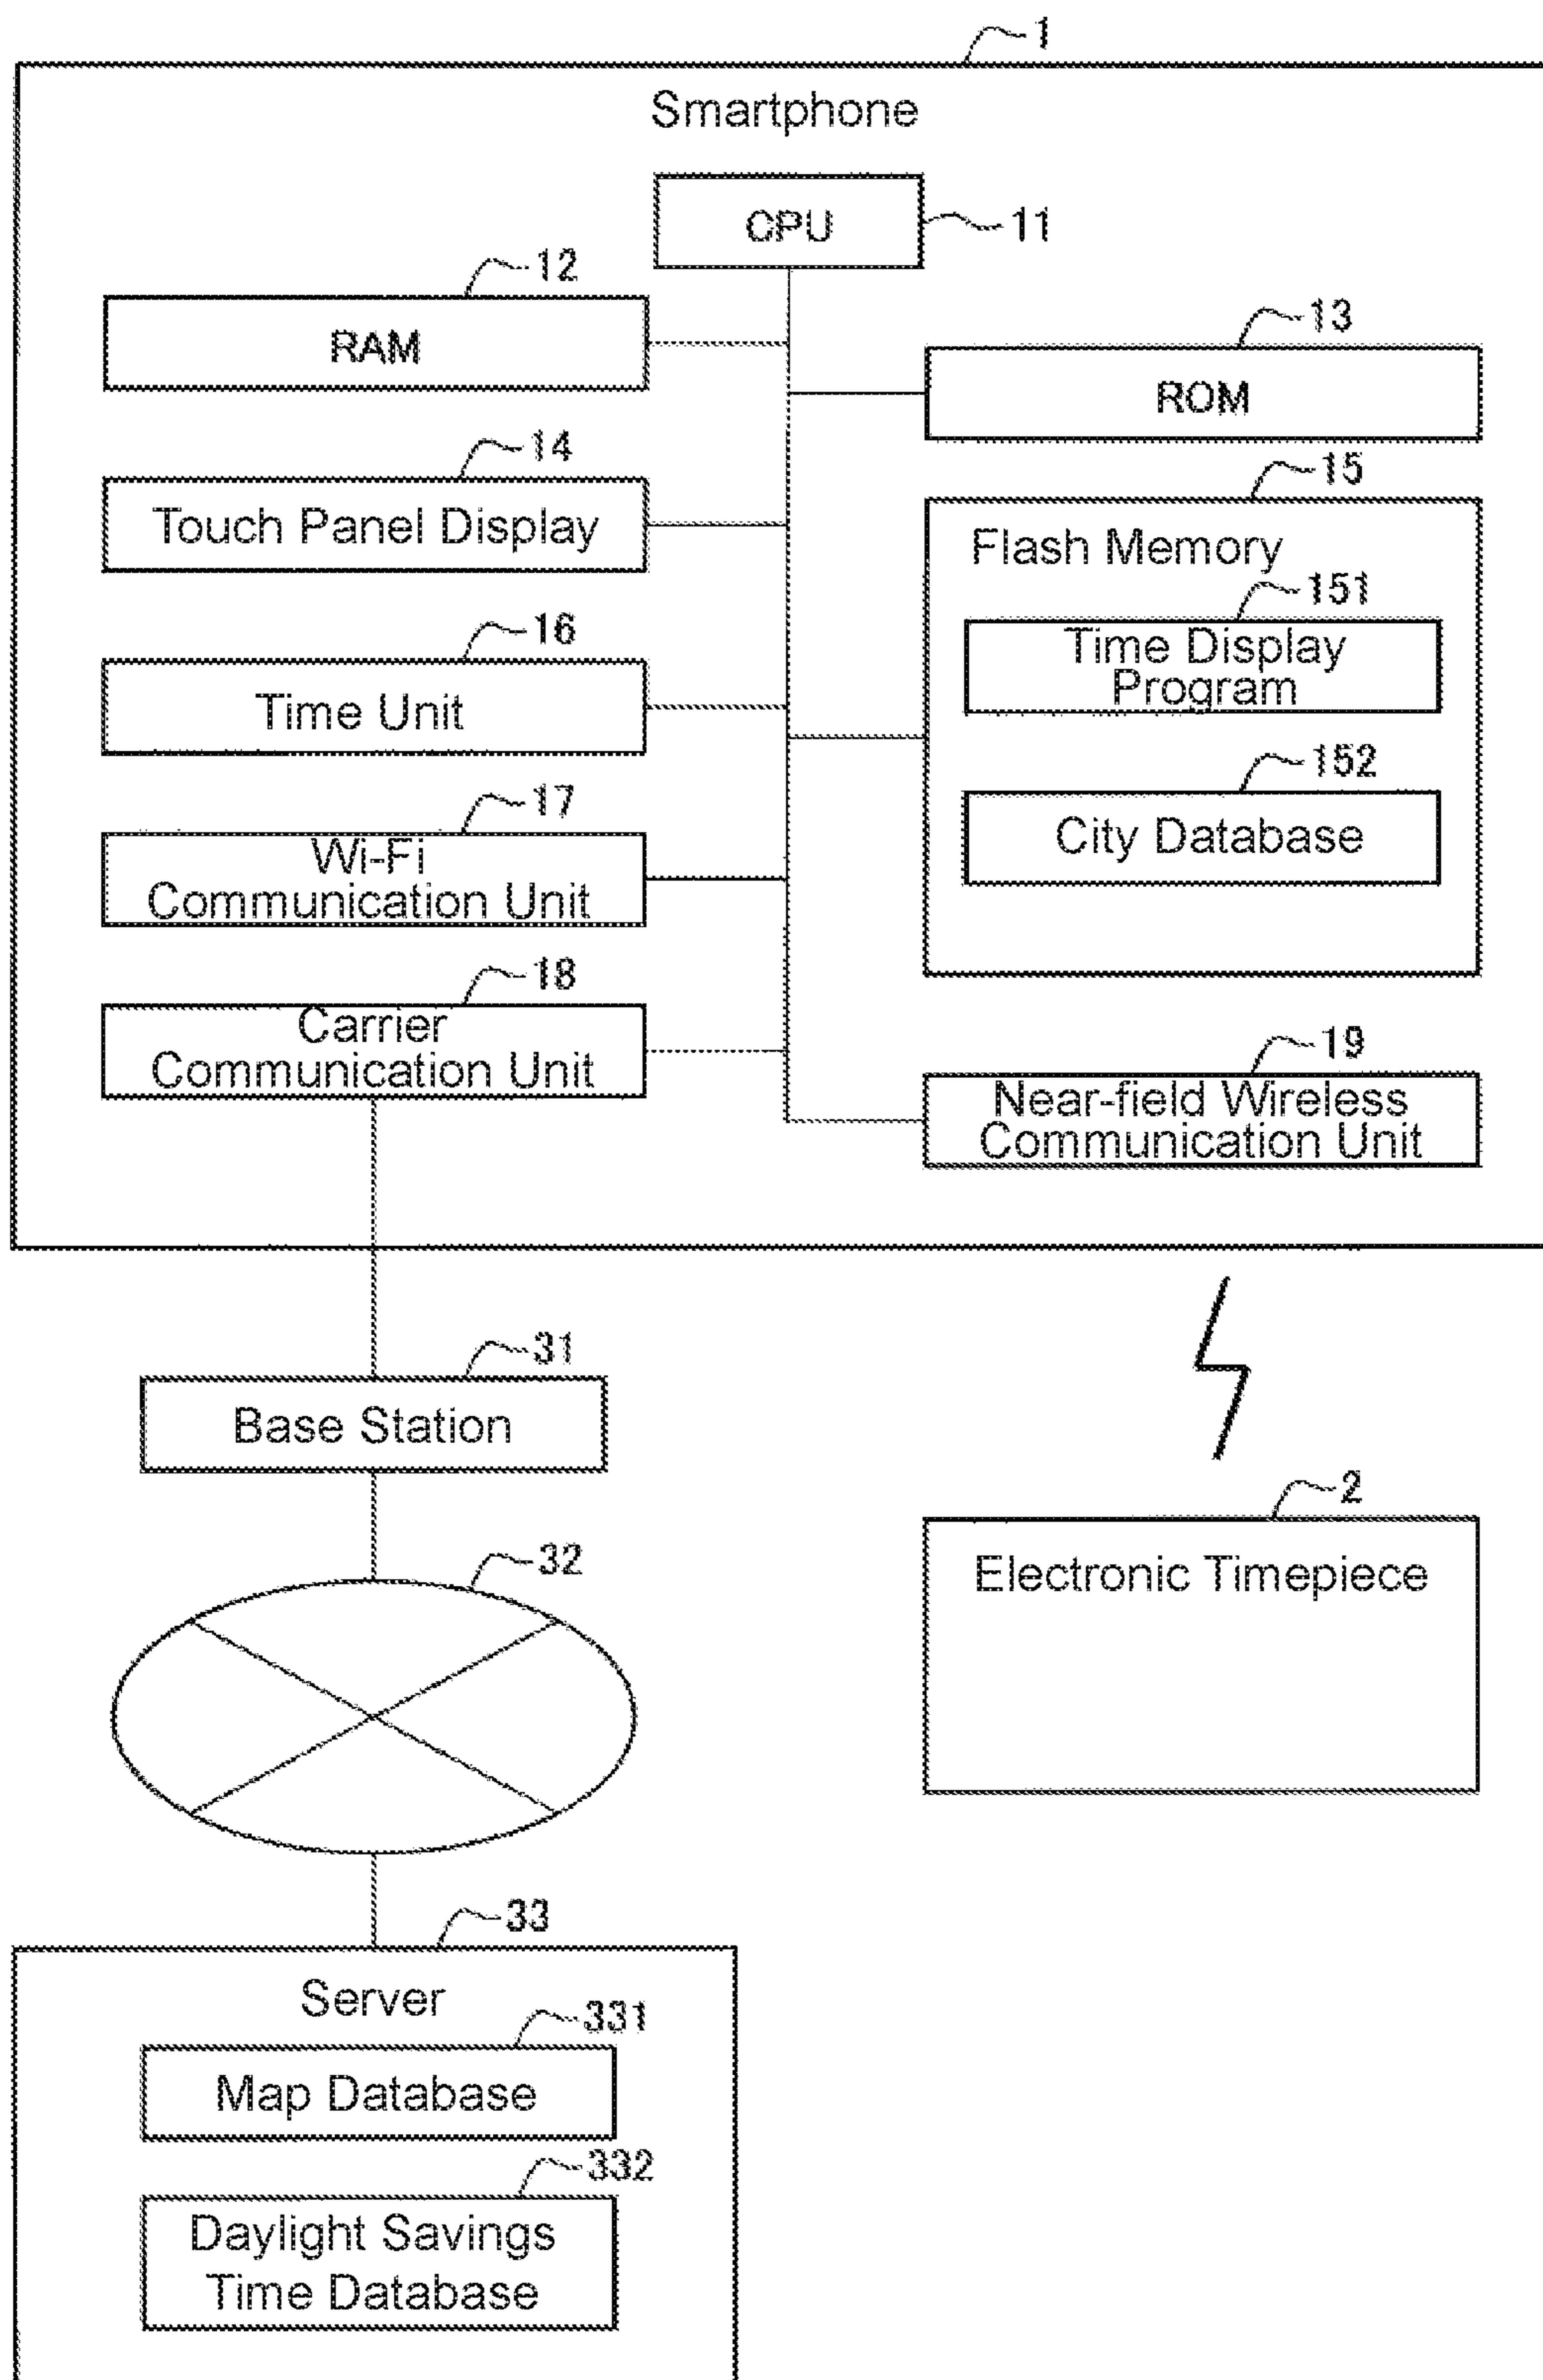 1
Smartphone
CPU
11
12
RAM
13
ROM
14
Touch Panel Display
15
Flash Memory
151
Time Display
Program
16
Time Unit
152
City Database
17
Wi-Fi
Communication Unit
18
Carrier
Communication Unit
19
Near-field Wireless
Communication Unit
31
Base Station
2
Electronic Timepiece
32
33
Server
331
Map Database
332
Daylight Savings
Time Database